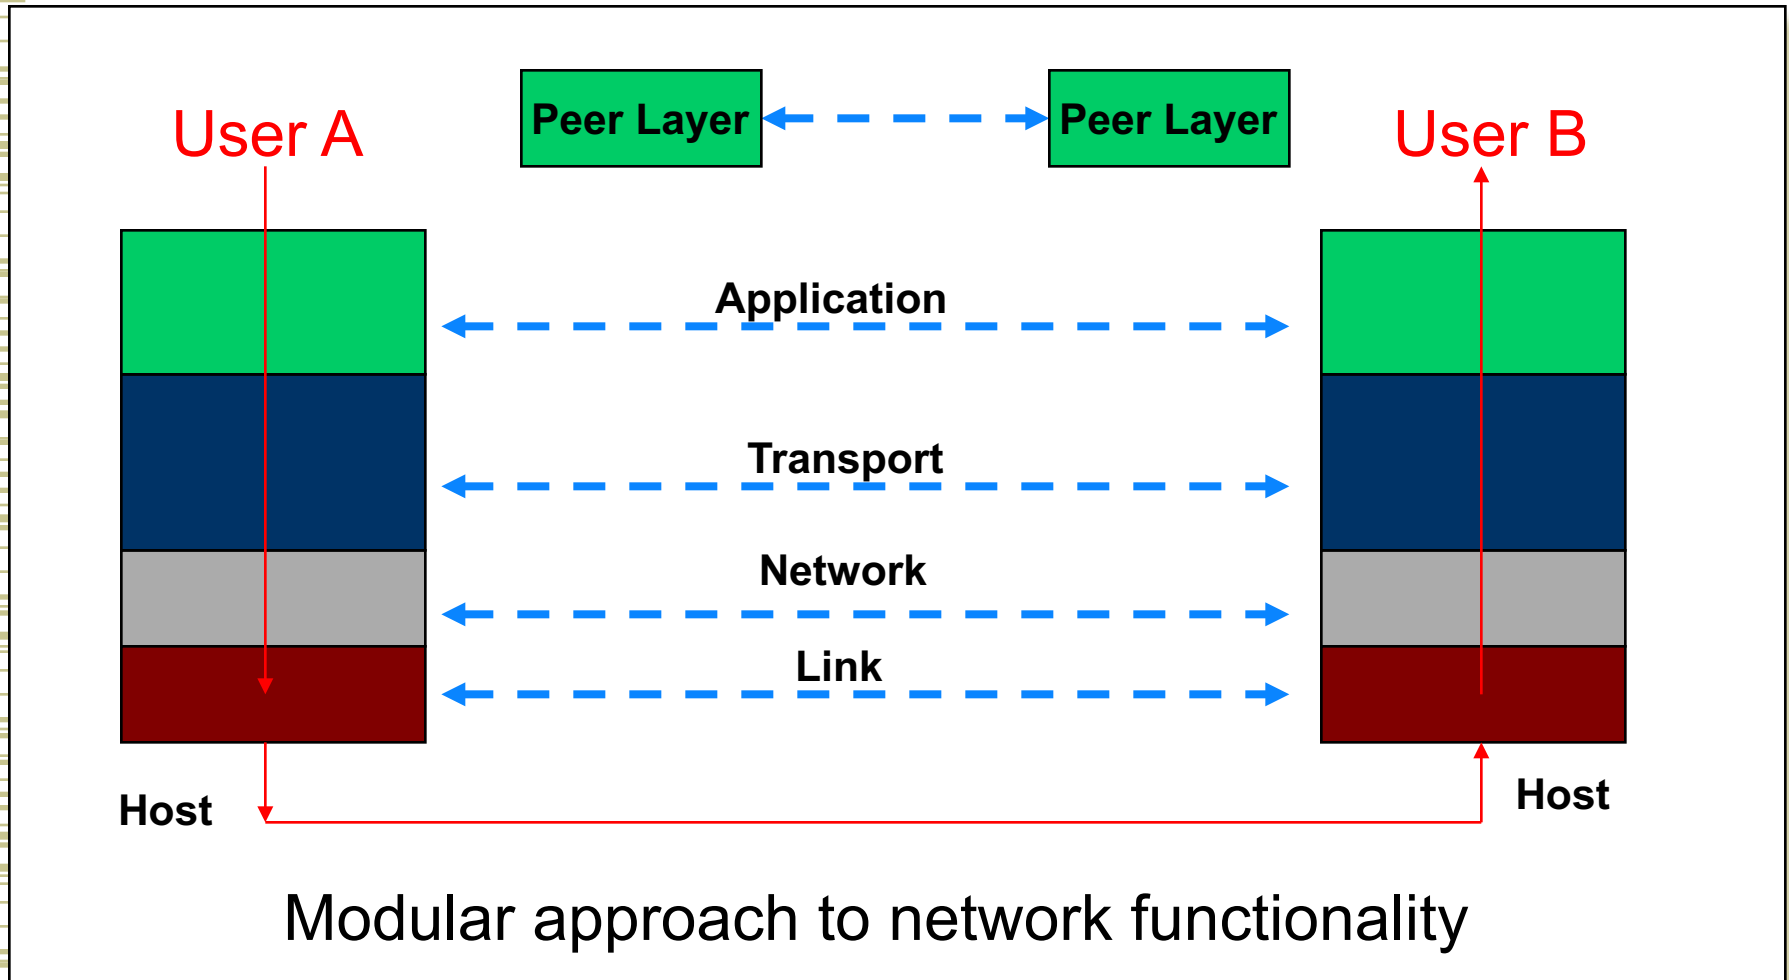 Peer Layer
Peer Layer
User A
User B
Application
Transport
Network
Link
Host
Host
Modular approach to network functionality